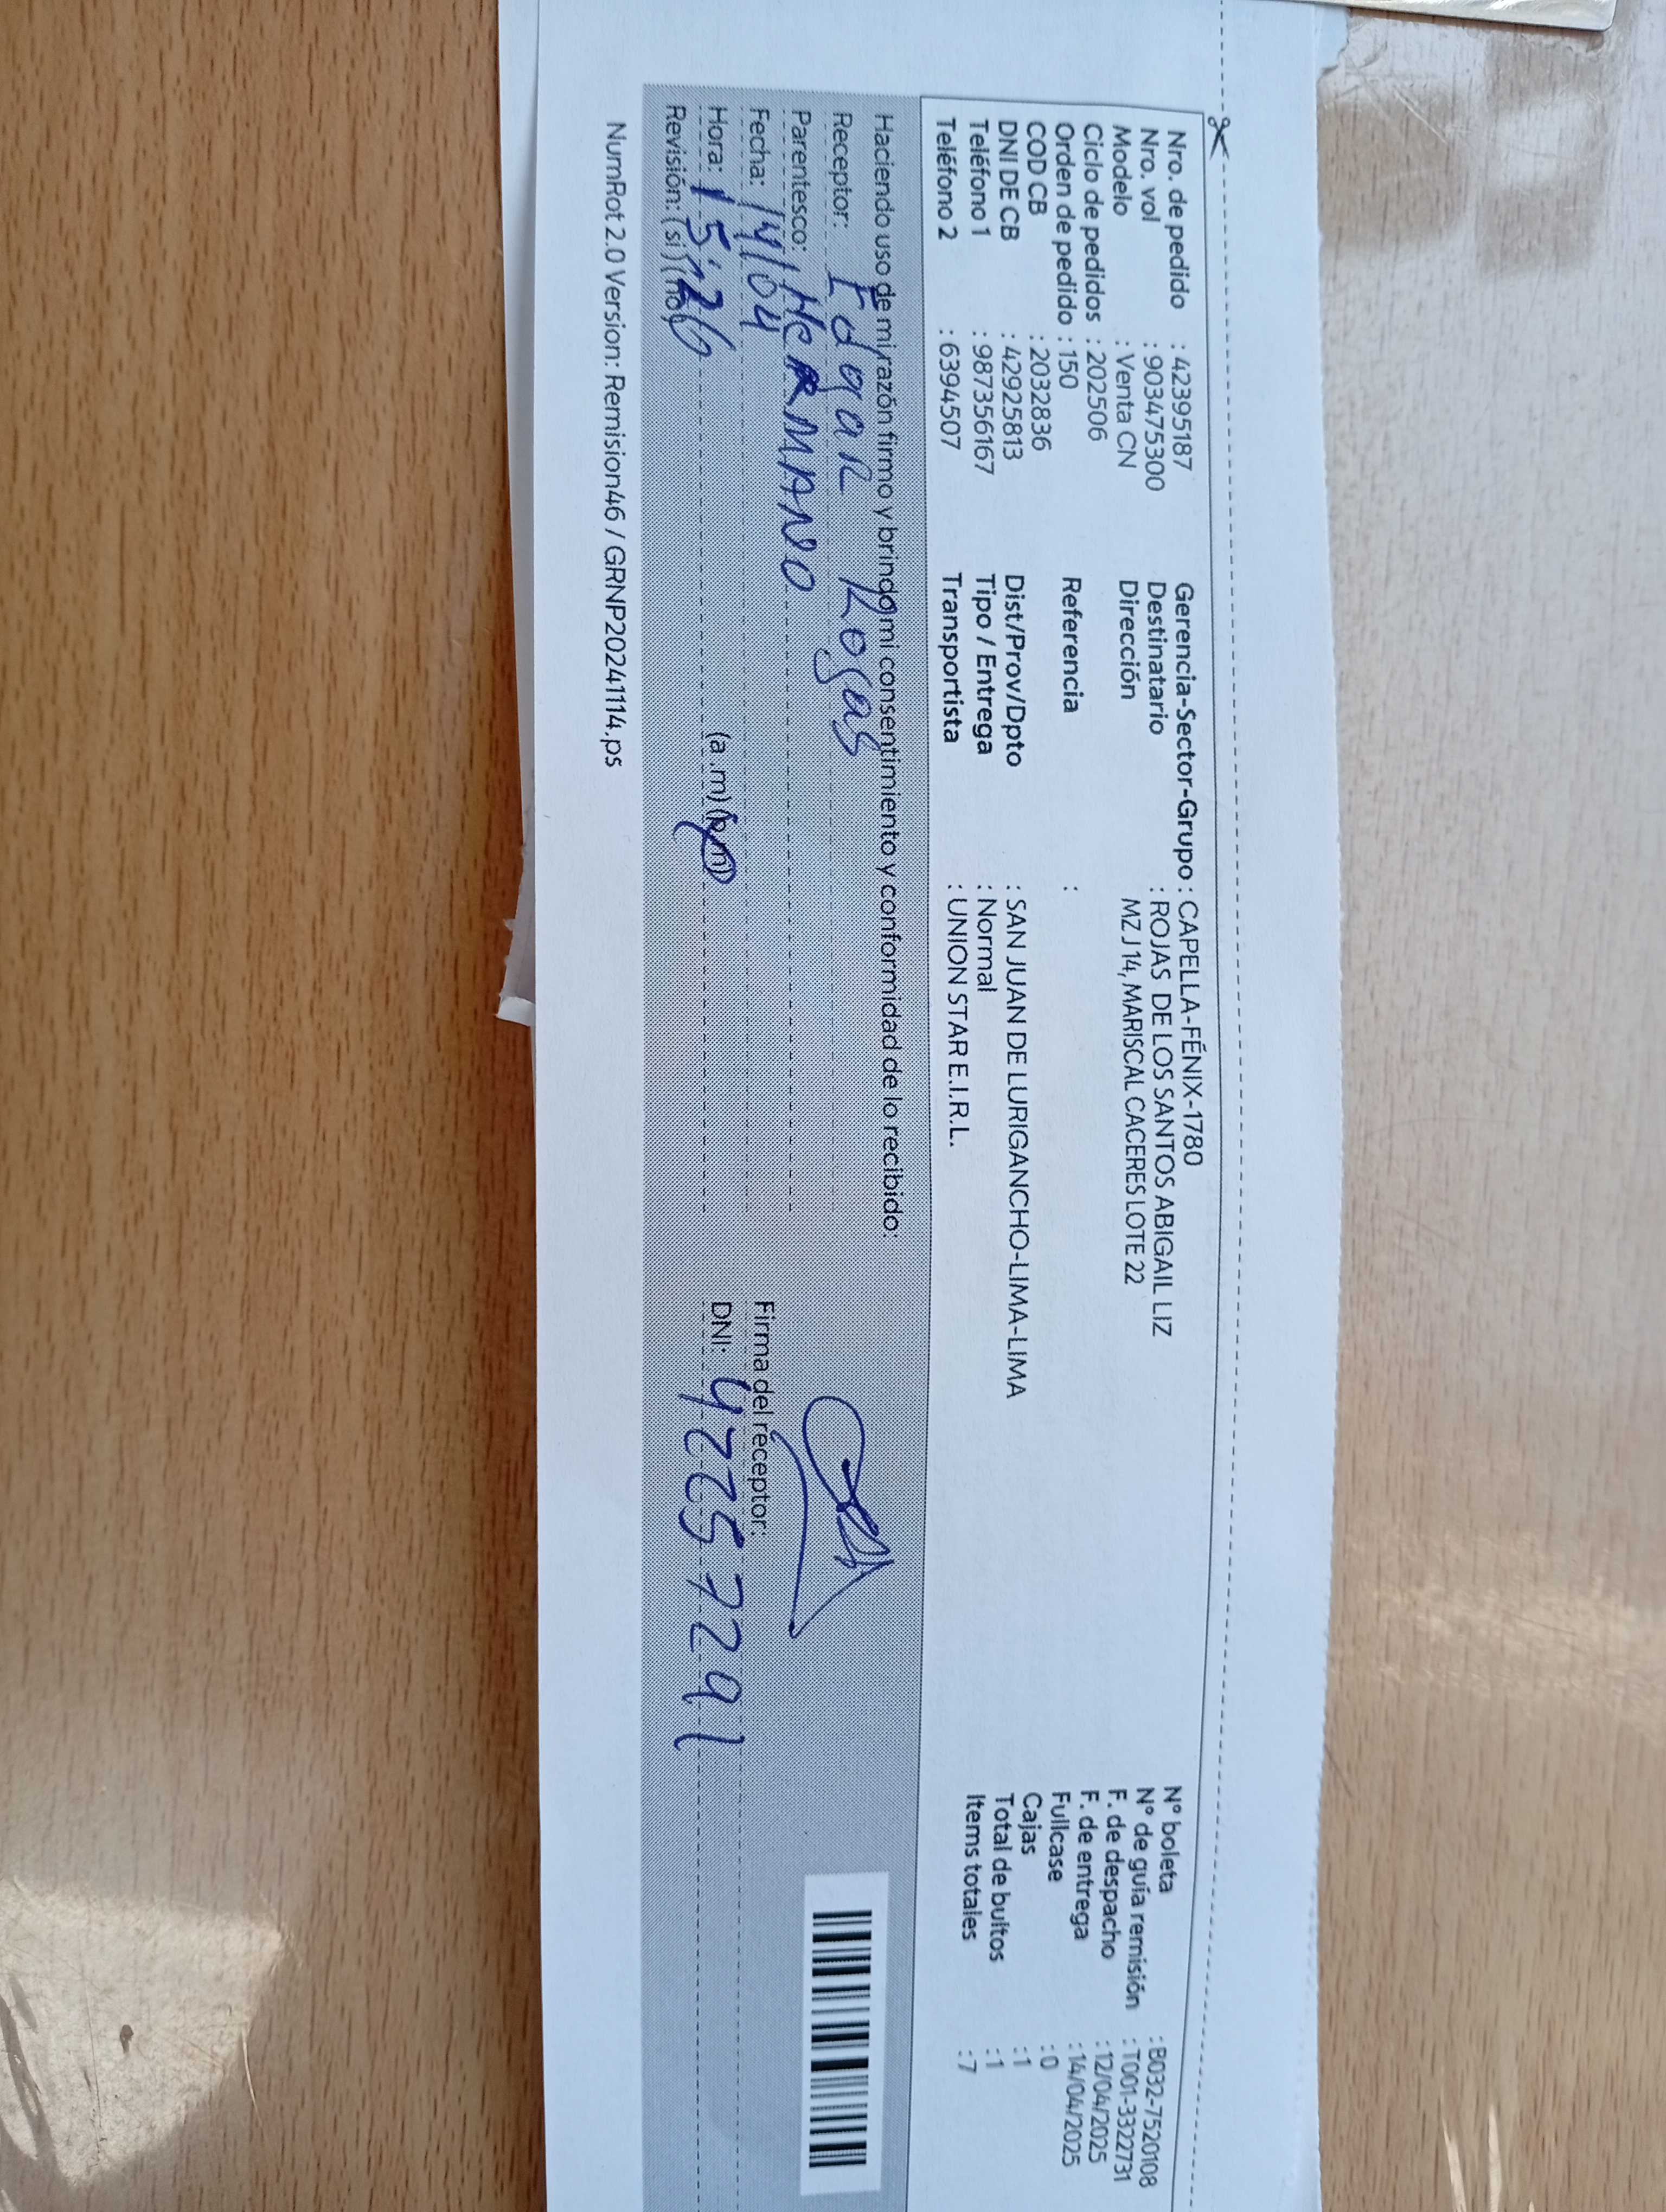 Nro. de pedido : 42395187
Nro. vol : 903475300
Modelo : Venta CN
Ciclo de pedidos : 202506
Orden de pedido : 150
COD CB : 2032836
DNI DE CB : 42925813
Teléfono 1 : 987356167
Teléfono 2 : 6394507
Gerencia-Sector-Grupo : CAPELLA-FÉNIX-1780
Destinatario : ROJAS DE LOS SANTOS ABIGAIL LIZ
Dirección MZ J 14, MARISCAL CACERES LOTE 22
Referencia :
Dist/Prov/Dpto : SAN JUAN DE LURIGANCHO-LIMA-LIMA
Tipo / Entrega : Normal
Transportista : UNION STAR E.I.R.L.
N° boleta : B032-7520108
N° de guía remisión : T001-3322731
F. de despacho : 12/04/2025
F. de entrega : 14/04/2025
Fullcase : 0
Cajas : 1
Total de bultos : 1
Items totales : 7
Haciendo uso de mi razón firmo y brindo mi consentimiento y conformidad de lo recibido:
Receptor: Edgar Rojas
Parentesco: HeRMANO
Fecha: 14/04
Hora: 15:26 (a.m) (p.m)
Revisión: (si) (no)
Firma del receptor:
DNI: 42257291
NumRot 2.0 Version: Remision46 / GRNP20241114.ps